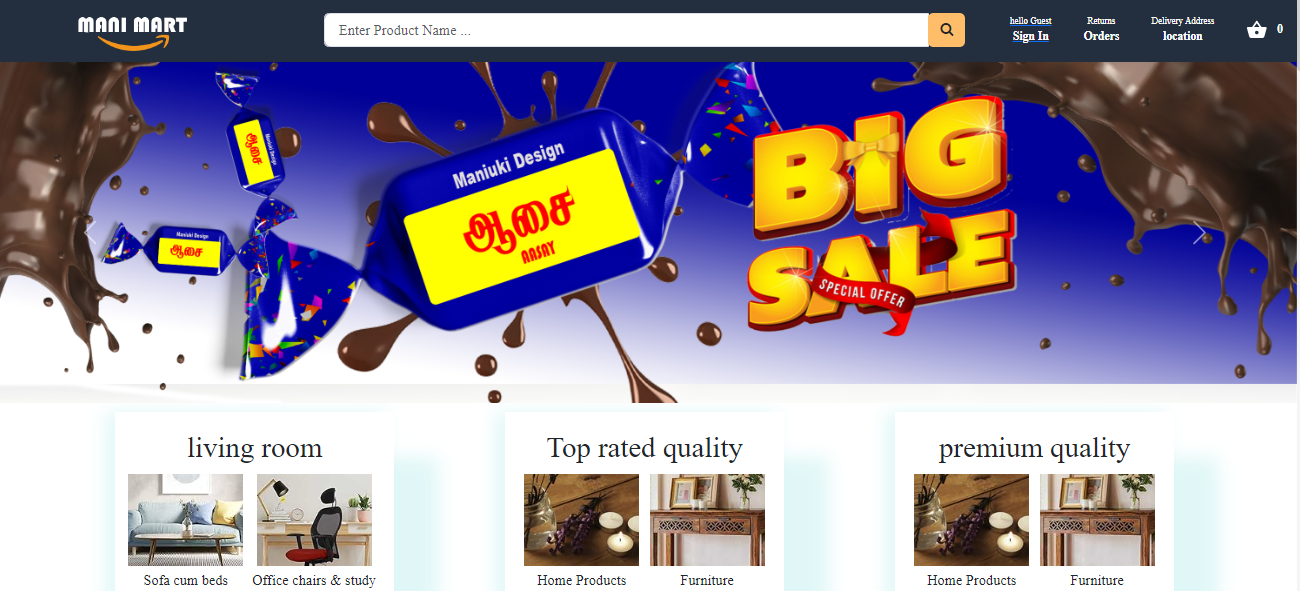 MANI MART
Enter Product Name ...
hello Guest
Sign In
Returns
Orders
Delivery Address
location
0
Maniuki Design
ஆசை
Maniuki Design
ஆசை
Maniuki Design
ஆசை
AASAY
BIG
SALE
SPECIAL OFFER
living room
Sofa cum beds
Office chairs & study
Top rated quality
Home Products
Furniture
premium quality
Home Products
Furniture